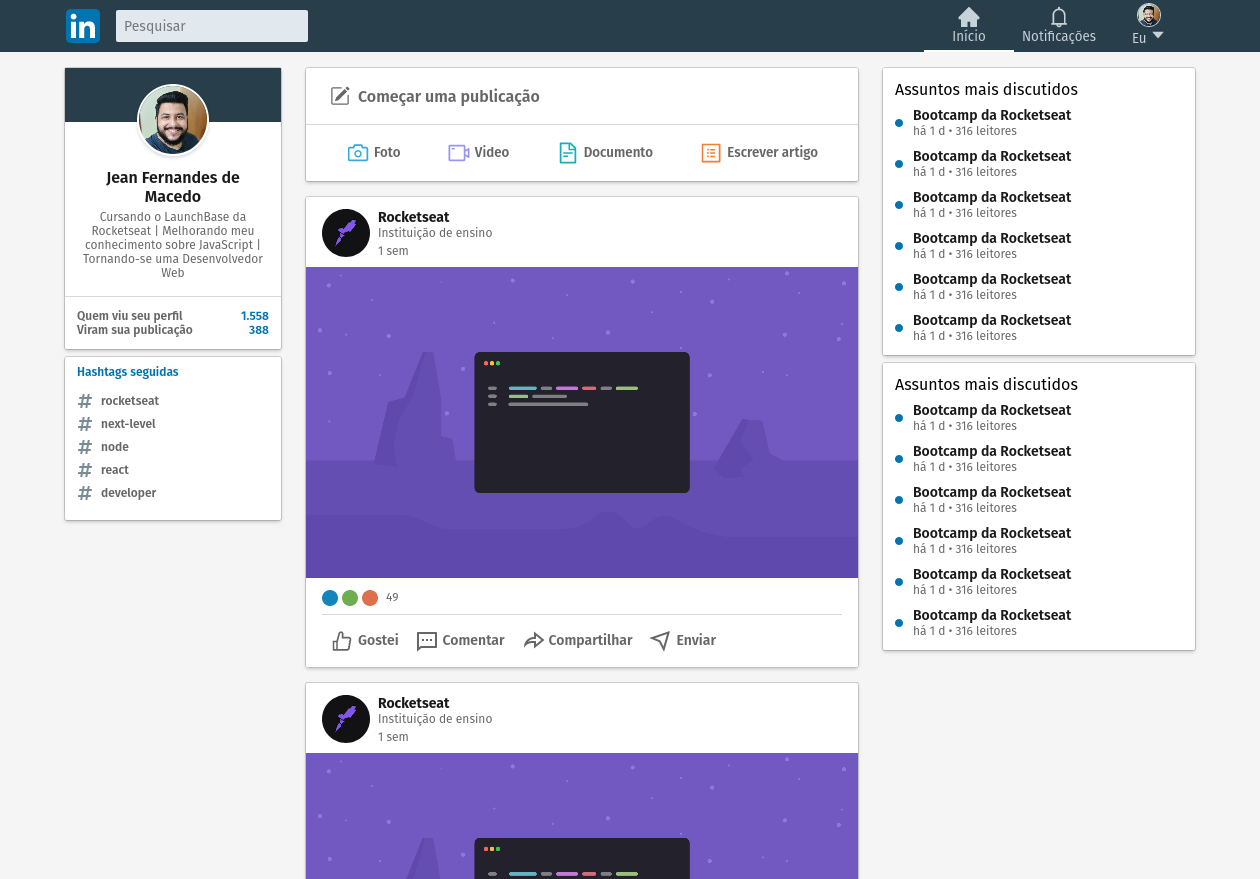 in
Pesquisar
Início
Notificações
Eu
Jean Fernandes de
Macedo
Cursando o LaunchBase da
Rocketseat | Melhorando meu
conhecimento sobre JavaScript |
Tornando-se uma Desenvolvedor
Web
Quem viu seu perfil 1.558
Viram sua publicação 388
Hashtags seguidas
# rocketseat
# next-level
# node
# react
# developer
Começar uma publicação
Foto
Video
Documento
Escrever artigo
Rocketseat
Instituição de ensino
1 sem
49
Gostei
Comentar
Compartilhar
Enviar
Rocketseat
Instituição de ensino
1 sem
Assuntos mais discutidos
Bootcamp da Rocketseat
há 1 d • 316 leitores
Bootcamp da Rocketseat
há 1 d • 316 leitores
Bootcamp da Rocketseat
há 1 d • 316 leitores
Bootcamp da Rocketseat
há 1 d • 316 leitores
Bootcamp da Rocketseat
há 1 d • 316 leitores
Bootcamp da Rocketseat
há 1 d • 316 leitores
Assuntos mais discutidos
Bootcamp da Rocketseat
há 1 d • 316 leitores
Bootcamp da Rocketseat
há 1 d • 316 leitores
Bootcamp da Rocketseat
há 1 d • 316 leitores
Bootcamp da Rocketseat
há 1 d • 316 leitores
Bootcamp da Rocketseat
há 1 d • 316 leitores
Bootcamp da Rocketseat
há 1 d • 316 leitores